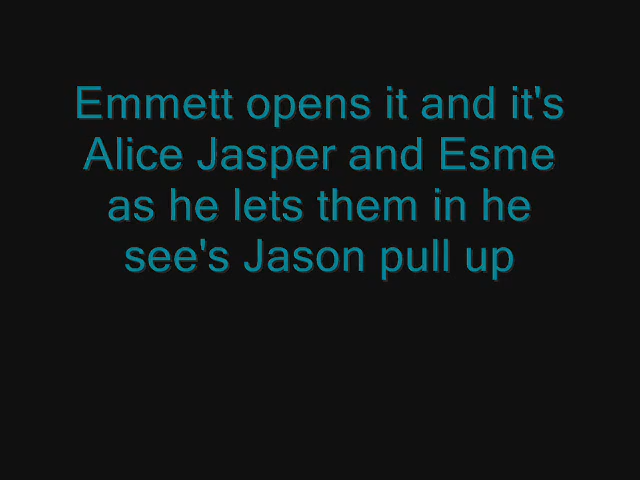 Emmett opens it and it's
Alice Jasper and Esme
as he lets them in he
see's Jason pull up